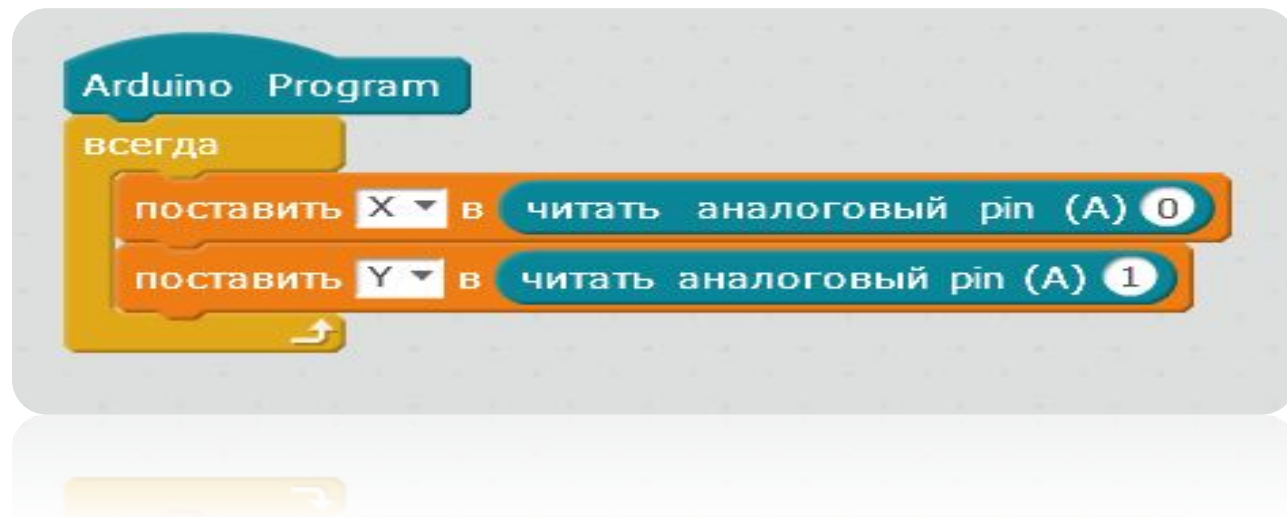 Arduino Program
всегда
поставить X в читать аналоговый pin (A) 0
поставить Y в читать аналоговый pin (A) 1